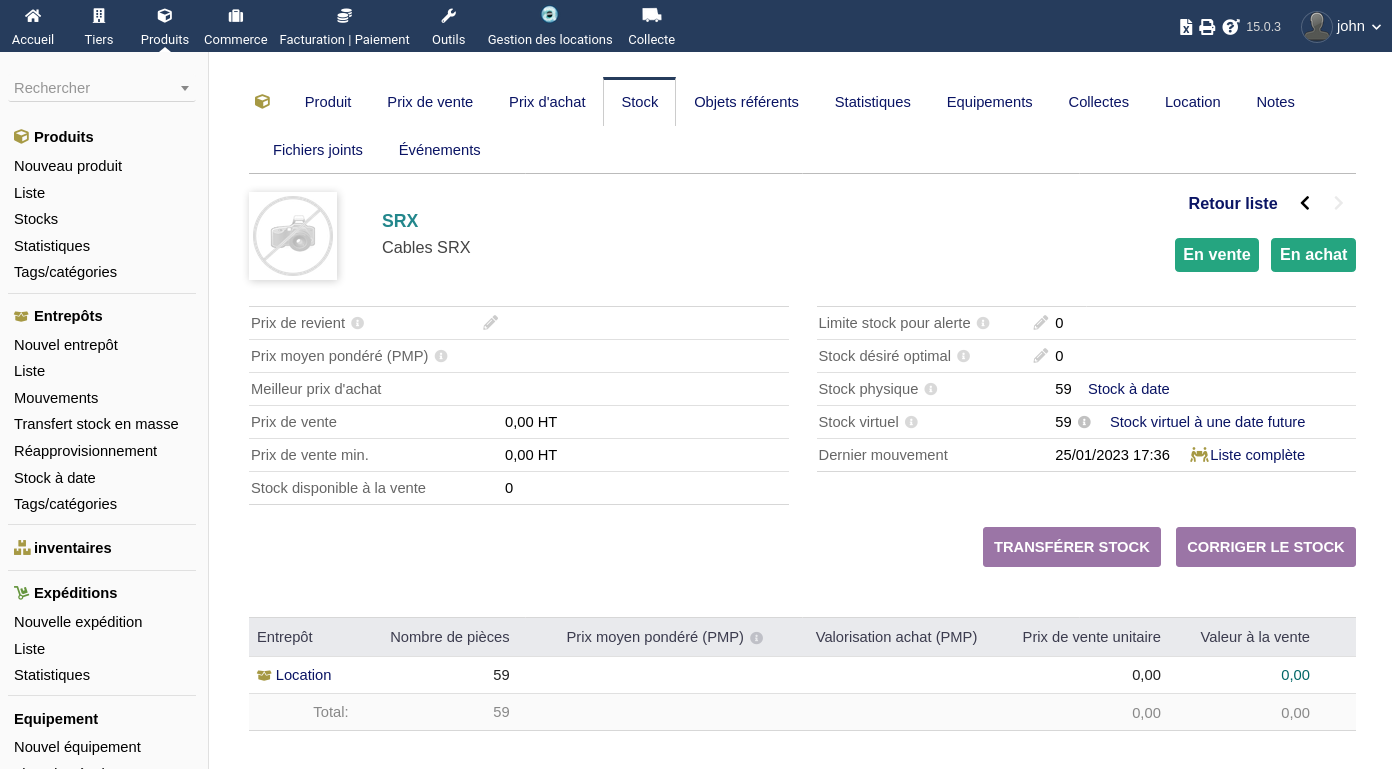 Accueil Tiers Produits Commerce Facturation | Paiement Outils Gestion des locations Collecte 15.0.3 john
Rechercher
Produits
Nouveau produit
Liste
Stocks
Statistiques
Tags/catégories
Entrepôts
Nouvel entrepôt
Liste
Mouvements
Transfert stock en masse
Réapprovisionnement
Stock à date
Tags/catégories
inventaires
Expéditions
Nouvelle expédition
Liste
Statistiques
Equipement
Nouvel équipement
Produit Prix de vente Prix d'achat Stock Objets référents Statistiques Equipements Collectes Location Notes
Fichiers joints Événements
SRX
Cables SRX
Retour liste
En vente En achat
Prix de revient
Prix moyen pondéré (PMP)
Meilleur prix d'achat
Prix de vente 0,00 HT
Prix de vente min. 0,00 HT
Stock disponible à la vente 0
Limite stock pour alerte 0
Stock désiré optimal 0
Stock physique 59 Stock à date
Stock virtuel 59 Stock virtuel à une date future
Dernier mouvement 25/01/2023 17:36 Liste complète
TRANSFÉRER STOCK CORRIGER LE STOCK
Entrepôt Nombre de pièces Prix moyen pondéré (PMP) Valorisation achat (PMP) Prix de vente unitaire Valeur à la vente
Location 59 0,00 0,00
Total: 59 0,00 0,00